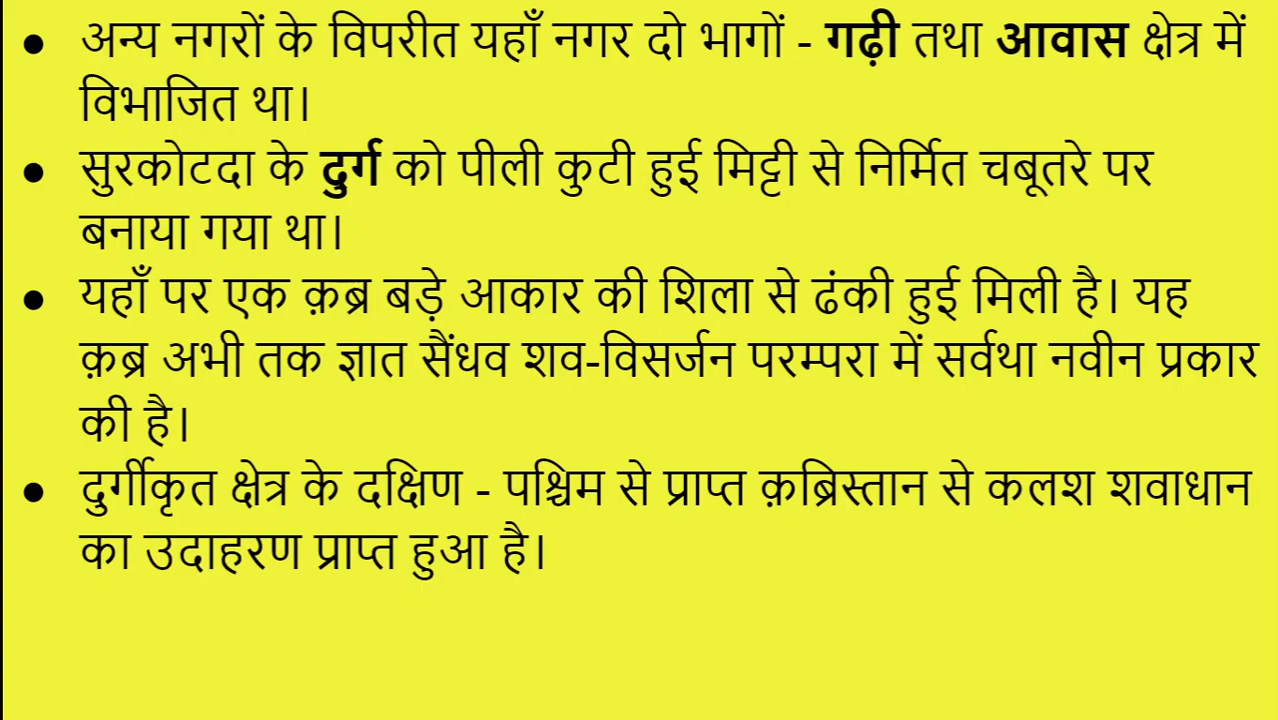 ● अन्य नगरों के विपरीत यहाँ नगर दो भागों - गढ़ी तथा आवास क्षेत्र में
विभाजित था।
● सुरकोटदा के दुर्ग को पीली कुटी हुई मिट्टी से निर्मित चबूतरे पर
बनाया गया था।
● यहाँ पर एक क़ब्र बड़े आकार की शिला से ढंकी हुई मिली है। यह
क़ब्र अभी तक ज्ञात सैंधव शव-विसर्जन परम्परा में सर्वथा नवीन प्रकार
की है।
● दुर्गीकृत क्षेत्र के दक्षिण - पश्चिम से प्राप्त क़ब्रिस्तान से कलश शवाधान
का उदाहरण प्राप्त हुआ है।